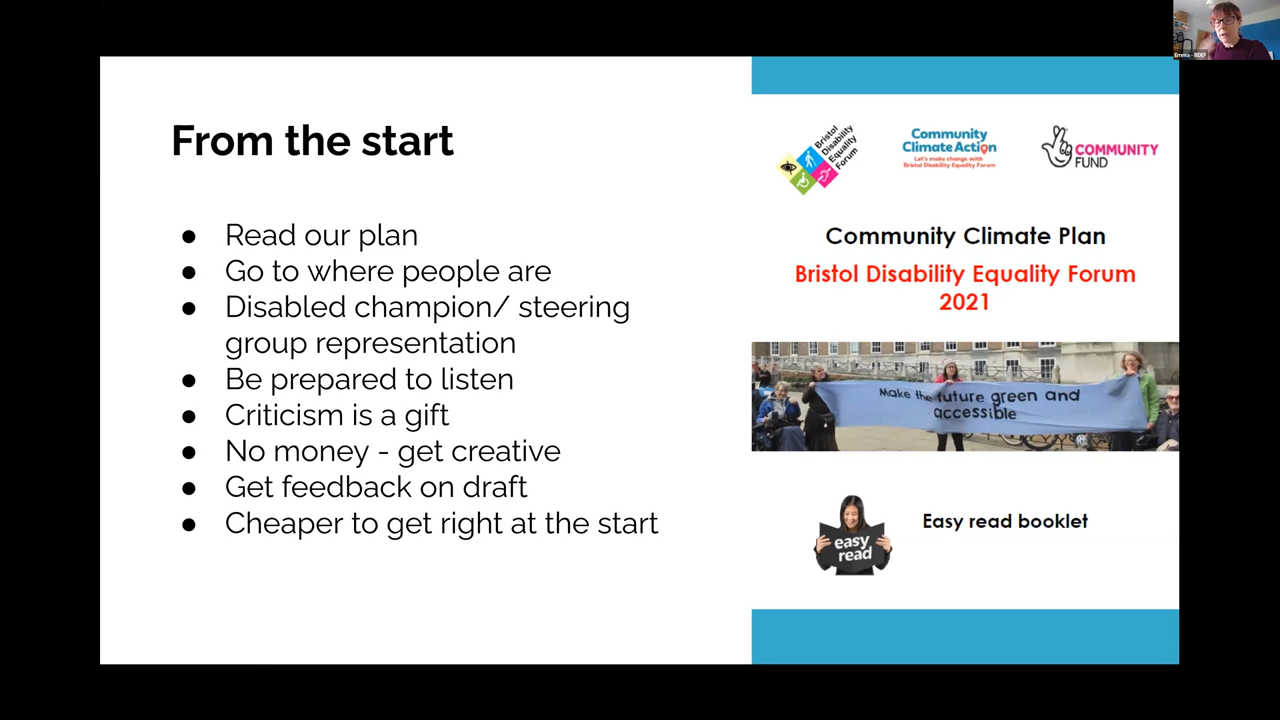 Emma - BDEF
From the start
● Read our plan
● Go to where people are
● Disabled champion/ steering
group representation
● Be prepared to listen
● Criticism is a gift
● No money - get creative
● Get feedback on draft
● Cheaper to get right at the start
Bristol
Disability
Equality
Forum
Community
Climate Action
Let's make change with
Bristol Disability Equality Forum
COMMUNITY
FUND
Community Climate Plan
Bristol Disability Equality Forum
2021
Make the future green and
accessible
easy
read
Easy read booklet